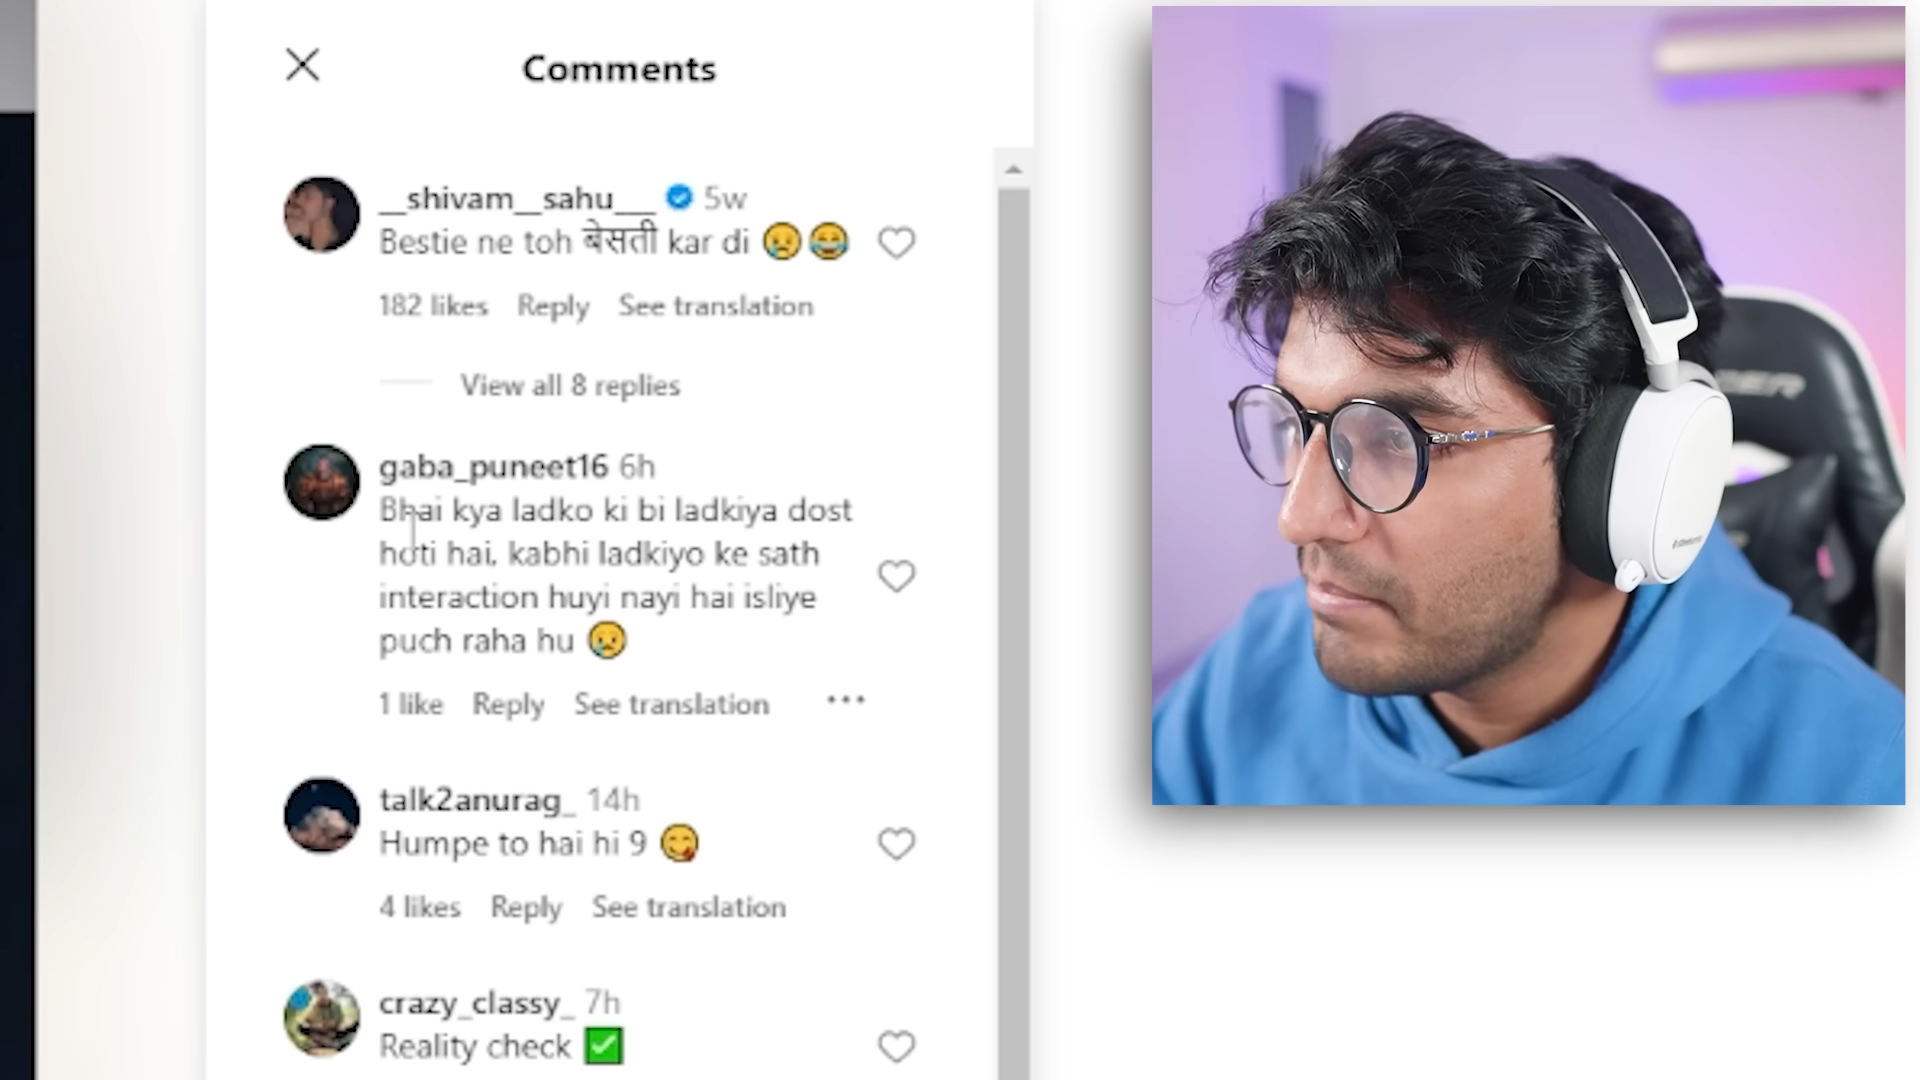 Comments
__shivam__sahu___ 5w
Bestie ne toh बेसती kar di 😢😂
182 likes Reply See translation
View all 8 replies
gaba_puneet16 6h
Bhai kya ladko ki bi ladkiya dost
hoti hai, kabhi ladkiyo ke sath
interaction huyi nayi hai isliye
puch raha hu 😢
1 like Reply See translation
talk2anurag_ 14h
Humpe to hai hi 9 😋
4 likes Reply See translation
crazy_classy_ 7h
Reality check ✅